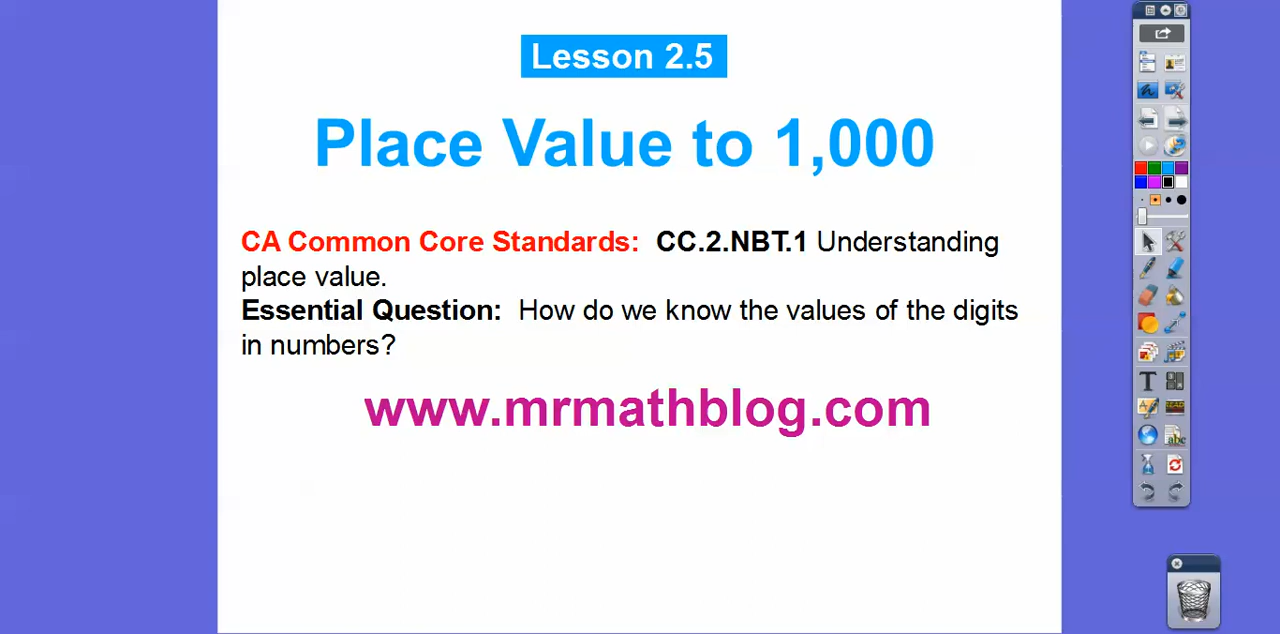 Lesson 2.5
Place Value to 1,000
CA Common Core Standards: CC.2.NBT.1 Understanding
place value.
Essential Question: How do we know the values of the digits
in numbers?
www.mrmathblog.com
T
abc